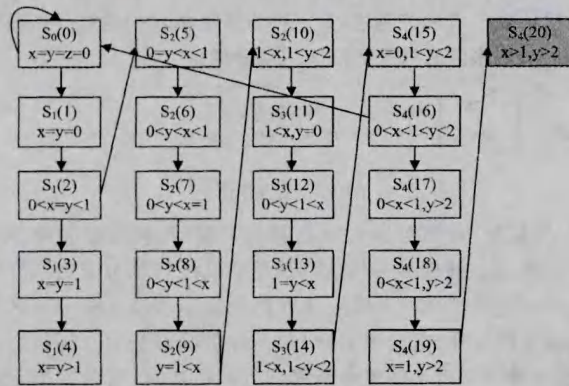 S₀(0)
x=y=z=0
S₁(1)
x=y=0
S₁(2)
0<x=y<1
S₁(3)
x=y=1
S₁(4)
x=y>1
S₂(5)
0=y<x<1
S₂(6)
0<y<x<1
S₂(7)
0<y<x=1
S₂(8)
0<y<1<x
S₂(9)
y=1<x
S₂(10)
1<x,1<y<2
S₃(11)
1<x,y=0
S₃(12)
0<y<1<x
S₃(13)
1=y<x
S₃(14)
1<x,1<y<2
S₄(15)
x=0,1<y<2
S₄(16)
0<x<1<y<2
S₄(17)
0<x<1,y>2
S₄(18)
0<x<1,y>2
S₄(19)
x=1,y>2
S₄(20)
x>1,y>2